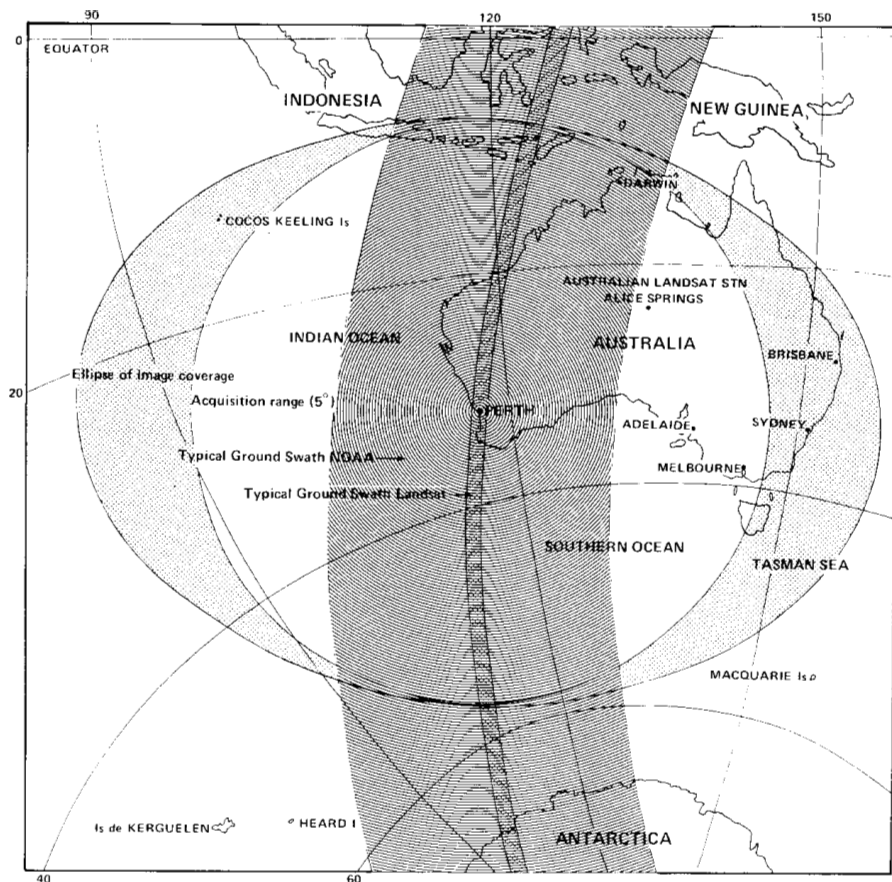 90
120
150
0
EQUATOR
INDONESIA
NEW GUINEA
DARWIN
COCOS KEELING Is
AUSTRALIAN LANDSAT STN
ALICE SPRINGS
INDIAN OCEAN
AUSTRALIA
BRISBANE
Ellipse of image coverage
20
Acquisition range (5°)
PERTH
ADELAIDE
SYDNEY
Typical Ground Swath NOAA
MELBOURNE
Typical Ground Swath Landsat
SOUTHERN OCEAN
TASMAN SEA
MACQUARIE Is
Is de KERGUELEN
HEARD I
ANTARCTICA
40
60